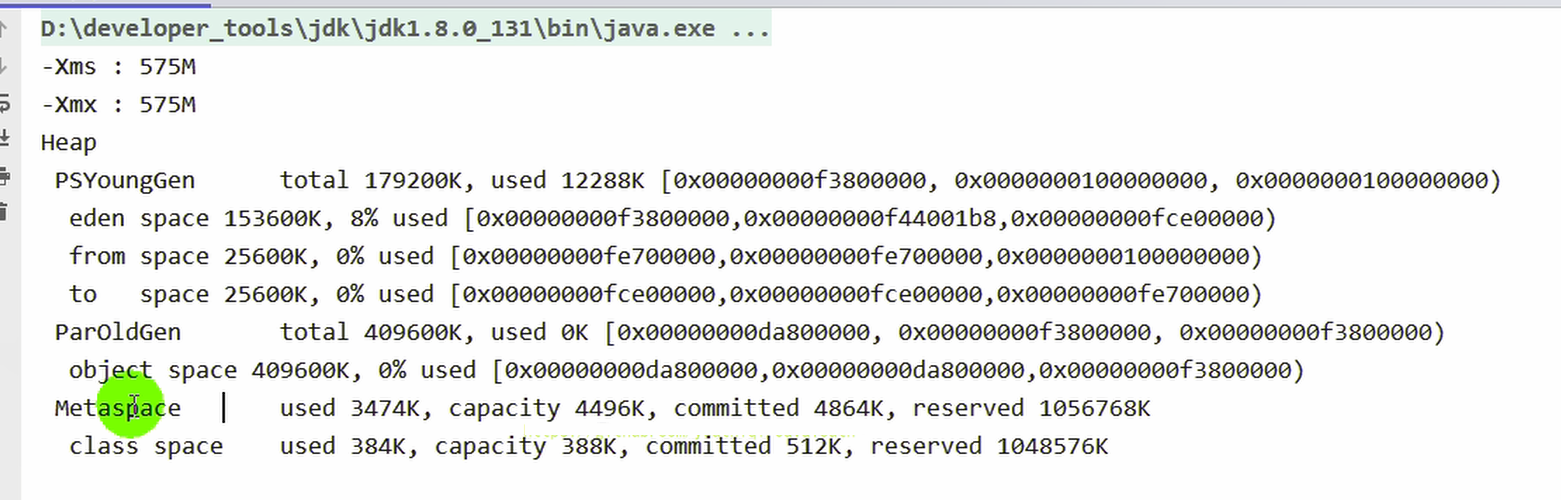 D:\developer_tools\jdk\jdk1.8.0_131\bin\java.exe ...
-Xms : 575M
-Xmx : 575M
Heap
PSYoungGen total 179200K, used 12288K [0x00000000f3800000, 0x0000000100000000, 0x0000000100000000)
eden space 153600K, 8% used [0x00000000f3800000,0x00000000f44001b8,0x00000000fce00000)
from space 25600K, 0% used [0x00000000fe700000,0x00000000fe700000,0x0000000100000000)
to space 25600K, 0% used [0x00000000fce00000,0x00000000fce00000,0x00000000fe700000)
ParOldGen total 409600K, used 0K [0x00000000da800000, 0x00000000f3800000, 0x00000000f3800000)
object space 409600K, 0% used [0x00000000da800000,0x00000000da800000,0x00000000f3800000)
Metaspace used 3474K, capacity 4496K, committed 4864K, reserved 1056768K
class space used 384K, capacity 388K, committed 512K, reserved 1048576K